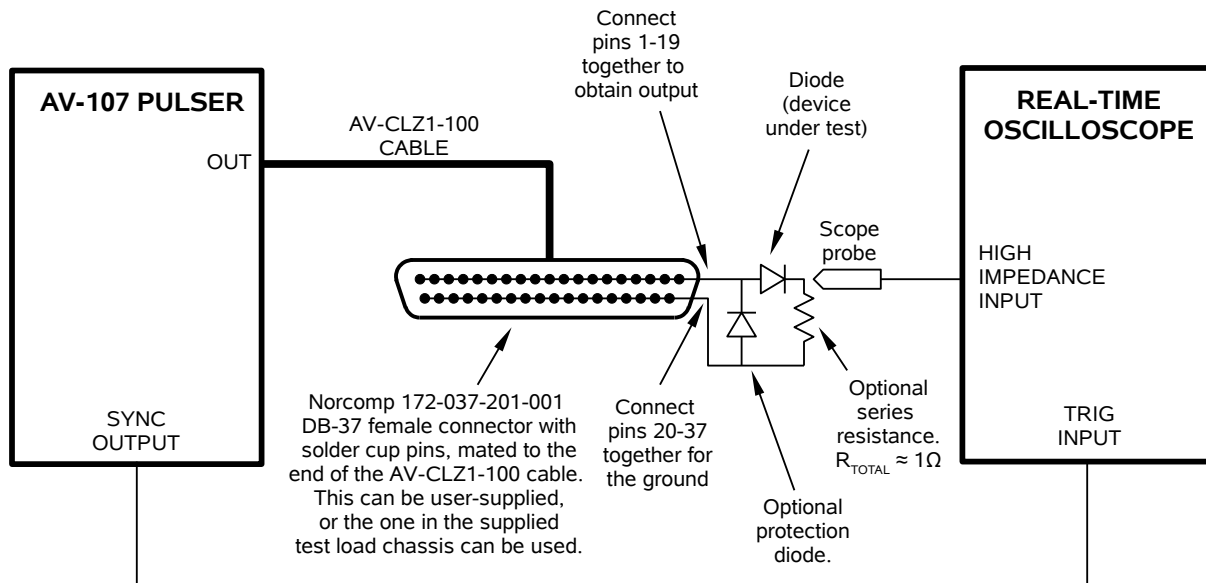 AV-107 PULSER
OUT
SYNC
OUTPUT
AV-CLZ1-100
CABLE
Connect
pins 1-19
together to
obtain output
Diode
(device
under test)
Scope
probe
REAL-TIME
OSCILLOSCOPE
HIGH
IMPEDANCE
INPUT
TRIG
INPUT
Norcomp 172-037-201-001
DB-37 female connector with
solder cup pins, mated to the
end of the AV-CLZ1-100 cable.
This can be user-supplied,
or the one in the supplied
test load chassis can be used.
Connect
pins 20-37
together for
the ground
Optional
protection
diode.
Optional
series
resistance.
R_TOTAL ≈ 1Ω